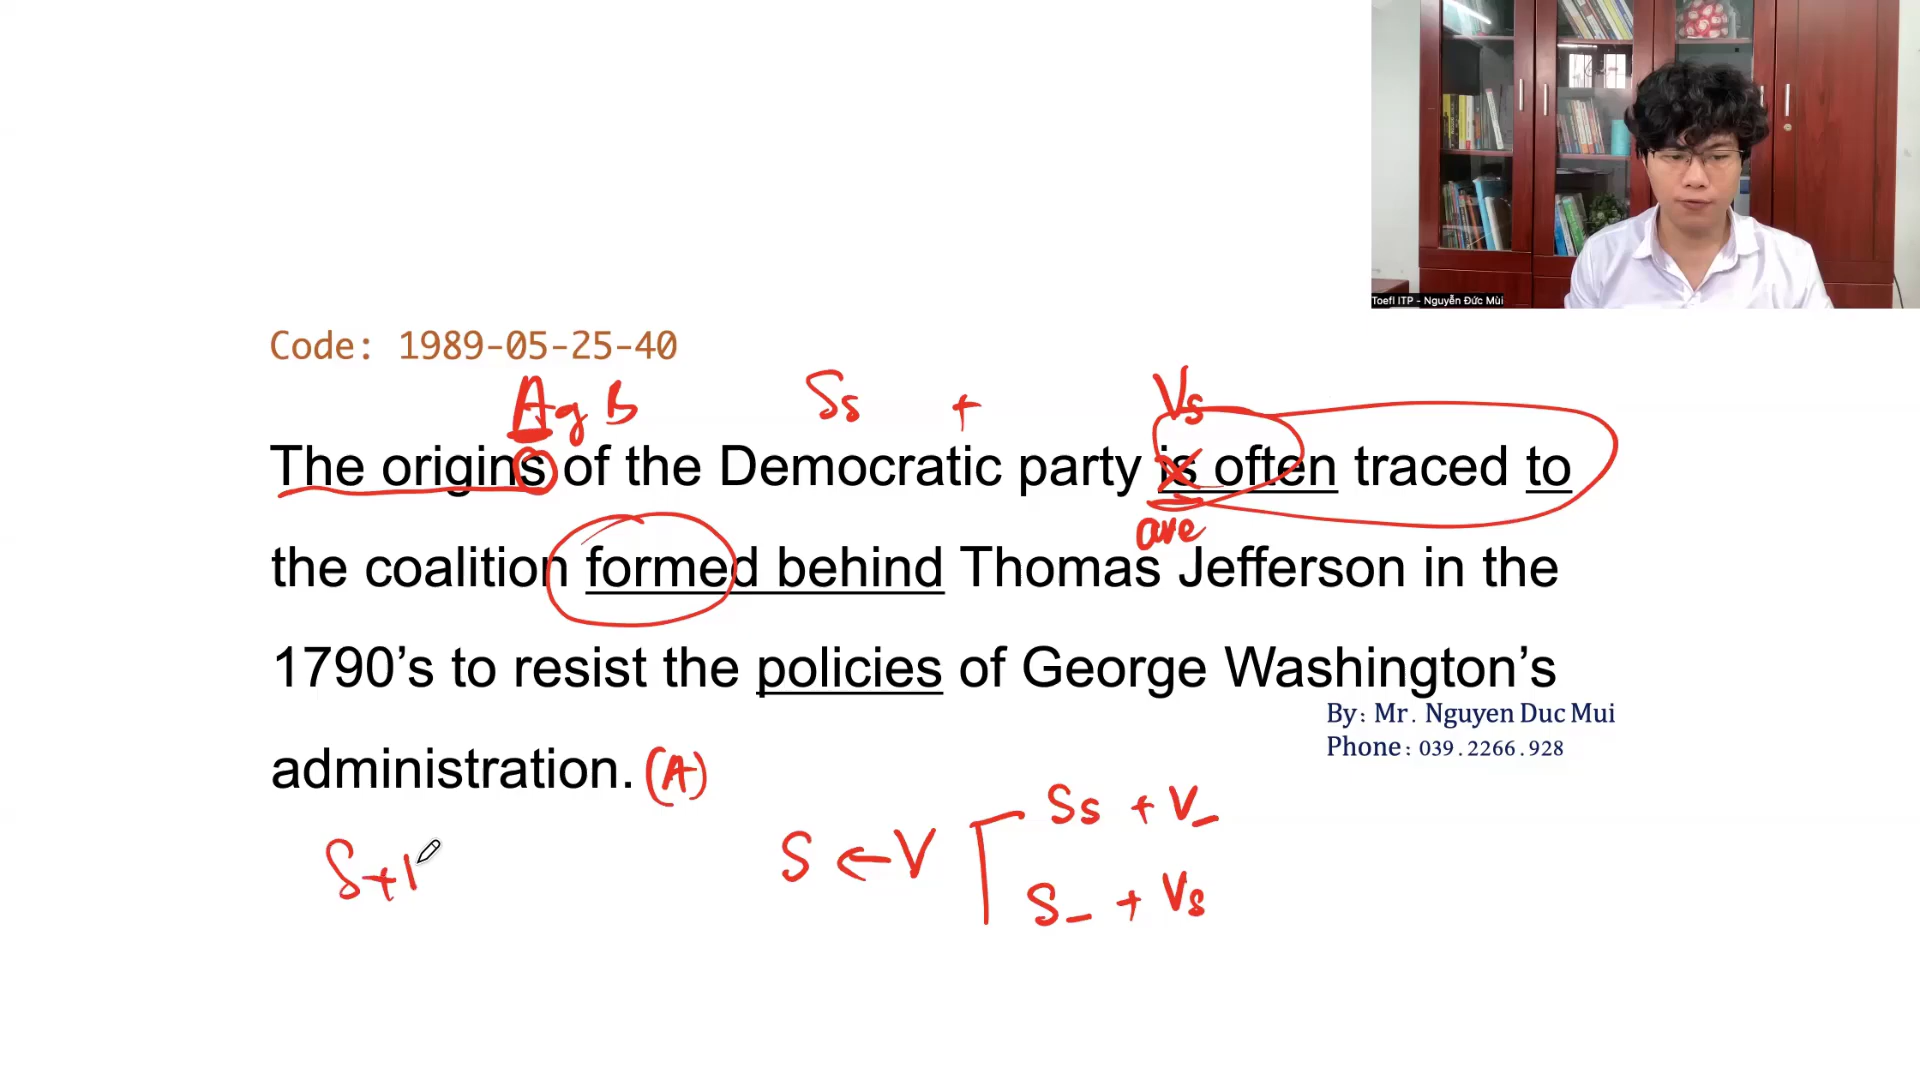 Toefl ITP - Nguyễn Đức Mùi
Code: 1989-05-25-40
A of B Ss + Vs
The origins of the Democratic party is often traced to
are
the coalition formed behind Thomas Jefferson in the
1790’s to resist the policies of George Washington’s
By: Mr. Nguyen Duc Mui
Phone: 039.2266.928
administration. (A)
Ss + V_
S ← V
S_ + Vs
S+